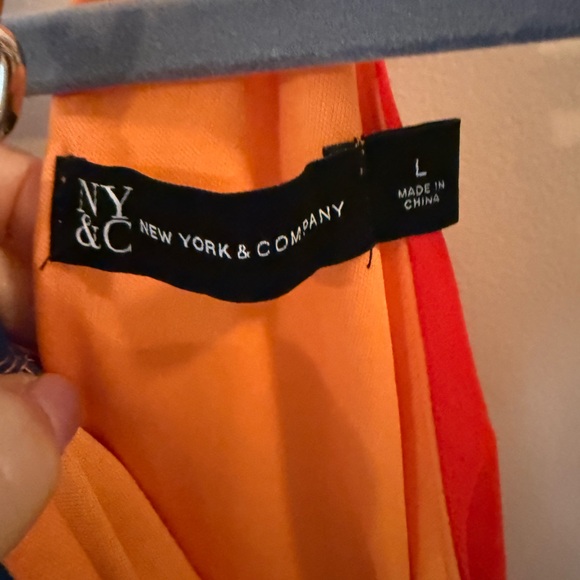 NY
&C
NEW YORK & COMPANY
L
MADE IN
CHINA